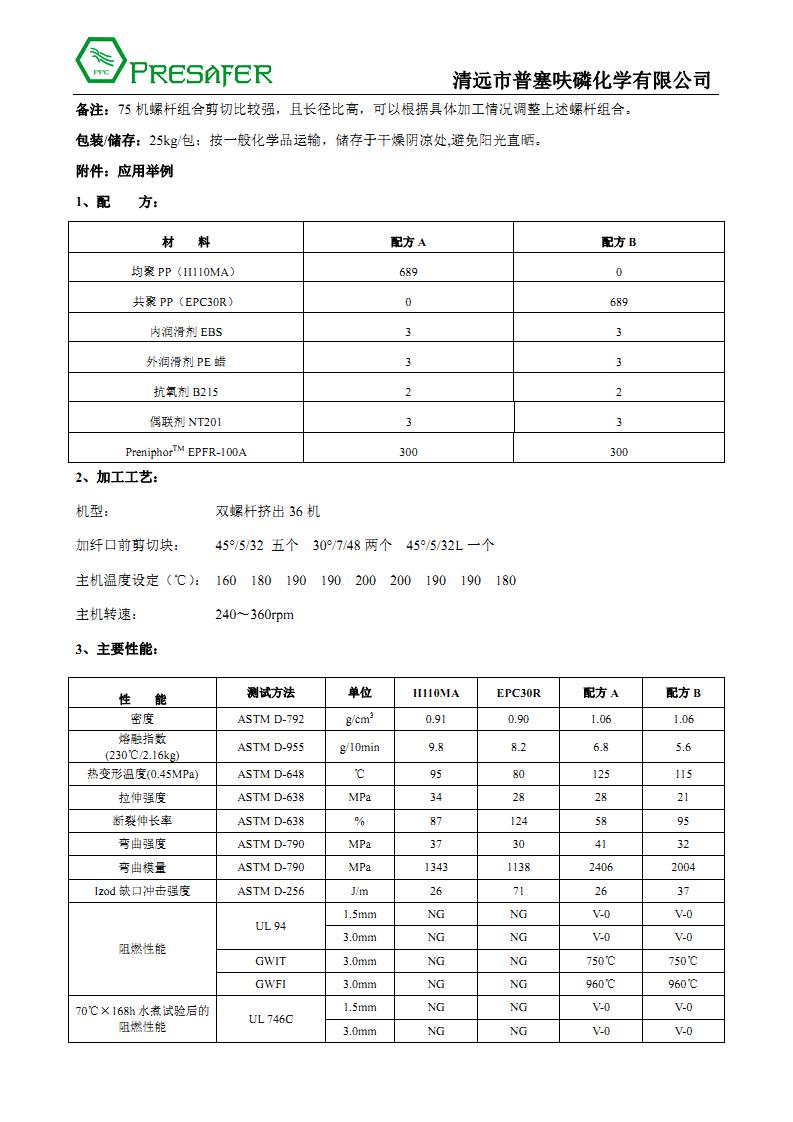 PPC PRESAFER 清远市普塞呋磷化学有限公司
备注：75 机螺杆组合剪切比较强，且长径比高，可以根据具体加工情况调整上述螺杆组合。
包装/储存：25kg/包；按一般化学品运输，储存于干燥阴凉处,避免阳光直晒。
附件：应用举例
1、配 方：
材 料 配方 A 配方 B
均聚 PP（H110MA） 689 0
共聚 PP（EPC30R） 0 689
内润滑剂 EBS 3 3
外润滑剂 PE 蜡 3 3
抗氧剂 B215 2 2
偶联剂 NT201 3 3
Preniphor™ EPFR-100A 300 300
2、加工工艺：
机型： 双螺杆挤出 36 机
加纤口前剪切块： 45°/5/32 五个 30°/7/48 两个 45°/5/32L 一个
主机温度设定（℃）： 160 180 190 190 200 200 190 190 180
主机转速： 240～360rpm
3、主要性能：
性 能 测试方法 单位 H110MA EPC30R 配方 A 配方 B
密度 ASTM D-792 g/cm³ 0.91 0.90 1.06 1.06
熔融指数
(230℃/2.16kg) ASTM D-955 g/10min 9.8 8.2 6.8 5.6
热变形温度(0.45MPa) ASTM D-648 ℃ 95 80 125 115
拉伸强度 ASTM D-638 MPa 34 28 28 21
断裂伸长率 ASTM D-638 % 87 124 58 95
弯曲强度 ASTM D-790 MPa 37 30 41 32
弯曲模量 ASTM D-790 MPa 1343 1138 2406 2004
Izod 缺口冲击强度 ASTM D-256 J/m 26 71 26 37
阻燃性能 UL 94 1.5mm NG NG V-0 V-0
3.0mm NG NG V-0 V-0
GWIT 3.0mm NG NG 750℃ 750℃
GWFI 3.0mm NG NG 960℃ 960℃
70℃×168h 水煮试验后的
阻燃性能 UL 746C 1.5mm NG NG V-0 V-0
3.0mm NG NG V-0 V-0